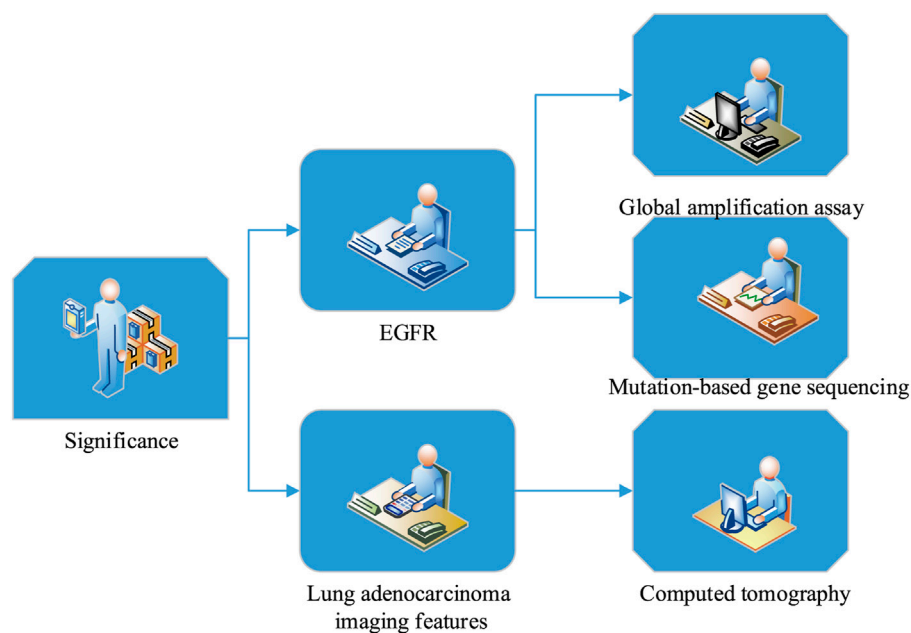 Global amplification assay
EGFR
Mutation-based gene sequencing
Significance
Lung adenocarcinoma
imaging features
Computed tomography